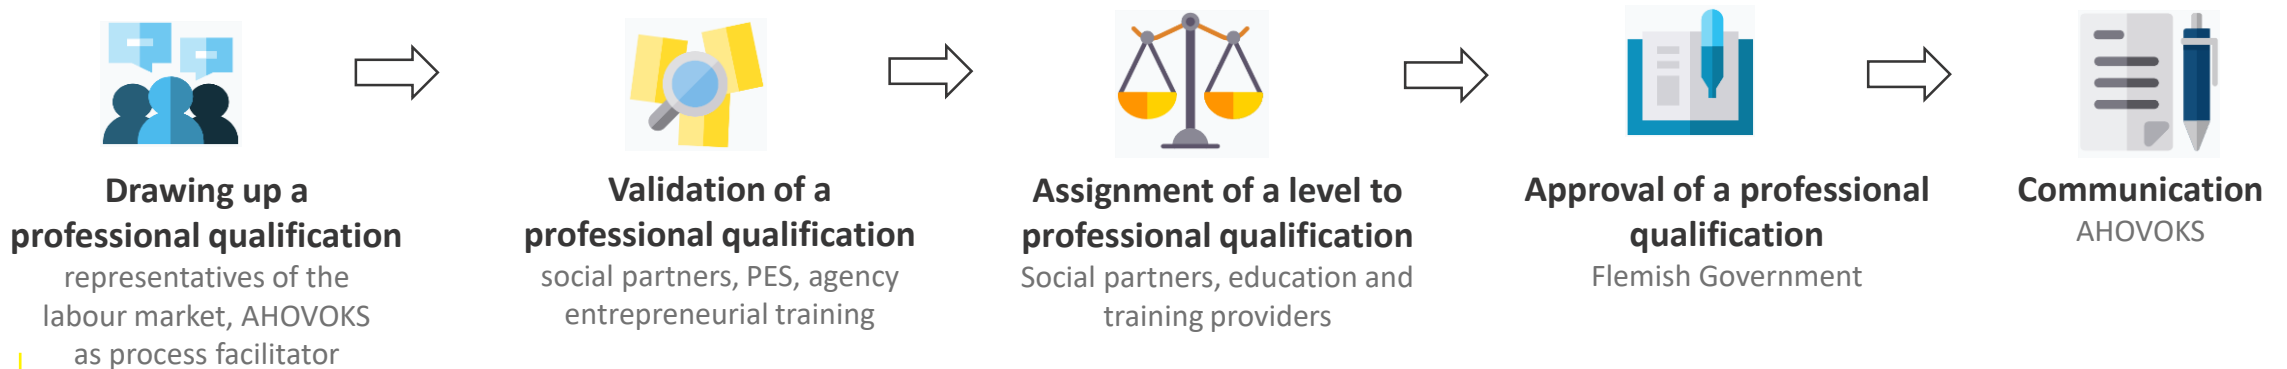 Drawing up a
professional qualification
representatives of the
labour market, AHOVOKS
as process facilitator
Validation of a
professional qualification
social partners, PES, agency
entrepreneurial training
Assignment of a level to
professional qualification
Social partners, education and
training providers
Approval of a professional
qualification
Flemish Government
Communication
AHOVOKS